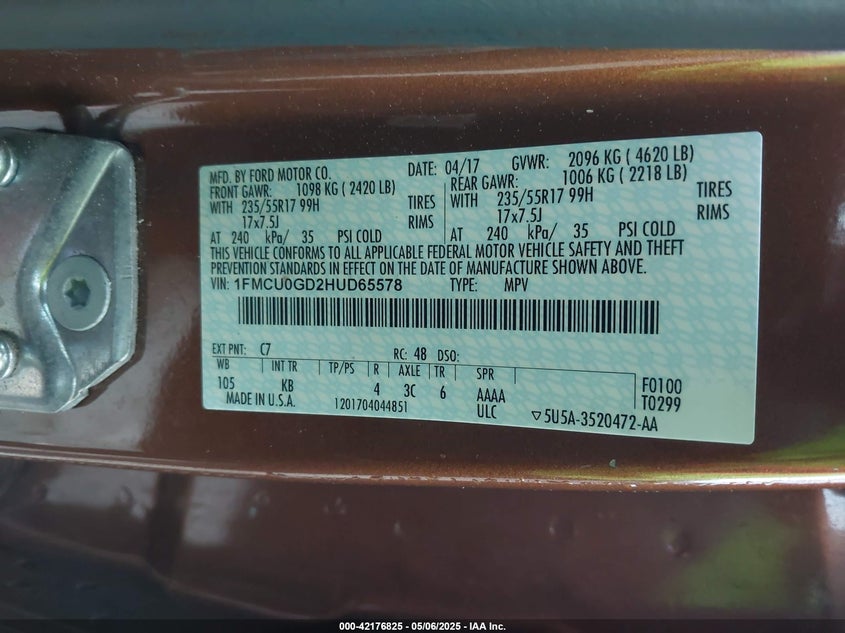 MFD. BY FORD MOTOR CO. DATE: 04/17 GVWR: 2096 KG ( 4620 LB)
FRONT GAWR: 1098 KG ( 2420 LB) REAR GAWR: 1006 KG ( 2218 LB)
WITH 235/55R17 99H TIRES WITH 235/55R17 99H TIRES
17x7.5J RIMS 17x7.5J RIMS
AT 240 kPa/ 35 PSI COLD AT 240 kPa/ 35 PSI COLD
THIS VEHICLE CONFORMS TO ALL APPLICABLE FEDERAL MOTOR VEHICLE SAFETY AND THEFT
PREVENTION STANDARDS IN EFFECT ON THE DATE OF MANUFACTURE SHOWN ABOVE.
VIN: 1FMCU0GD2HUD65578 TYPE: MPV
EXT PNT: C7 RC: 48 DSO:
WB INT TR TP/PS R AXLE TR SPR
105 KB 4 3C 6 AAAA F0100
MADE IN U.S.A. 1201704044851 ULC ▽5U5A-3520472-AA T0299
000-42176825 - 05/06/2025 - IAA Inc.